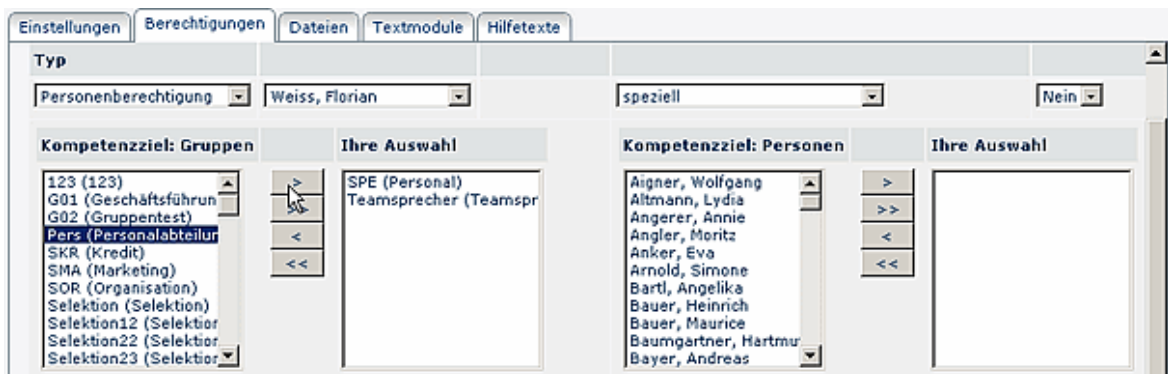 Einstellungen Berechtigungen Dateien Textmodule Hilfetexte
Typ
Personenberechtigung Weiss, Florian speziell Nein
Kompetenzziel: Gruppen Ihre Auswahl Kompetenzziel: Personen Ihre Auswahl
123 (123)
G01 (Geschäftsführun
G02 (Gruppentest)
Pers (Personalabteilur
SKR (Kredit)
SMA (Marketing)
SOR (Organisation)
Selektion (Selektion)
Selektion12 (Selektior
Selektion22 (Selektior
Selektion23 (Selektior
>
>>
<
<<
SPE (Personal)
Teamsprecher (Teamspr
Aigner, Wolfgang
Altmann, Lydia
Angerer, Annie
Angler, Moritz
Anker, Eva
Arnold, Simone
Bartl, Angelika
Bauer, Heinrich
Bauer, Maurice
Baumgartner, Hartmu
Bayer, Andreas
>
>>
<
<<